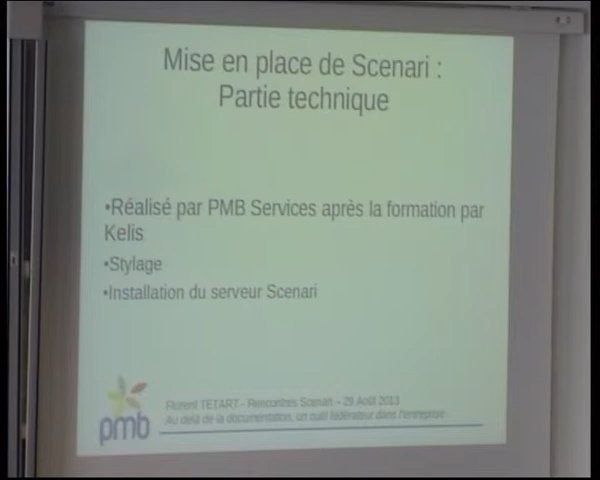 Mise en place de Scenari :
Partie technique
•Réalisé par PMB Services après la formation par
Kelis
•Stylage
•Installation du serveur Scenari
Florent TETART - Rencontres Scenari – 29 Août 2013
Au delà de la documentation, un outil fédérateur dans l'entreprise
pmb